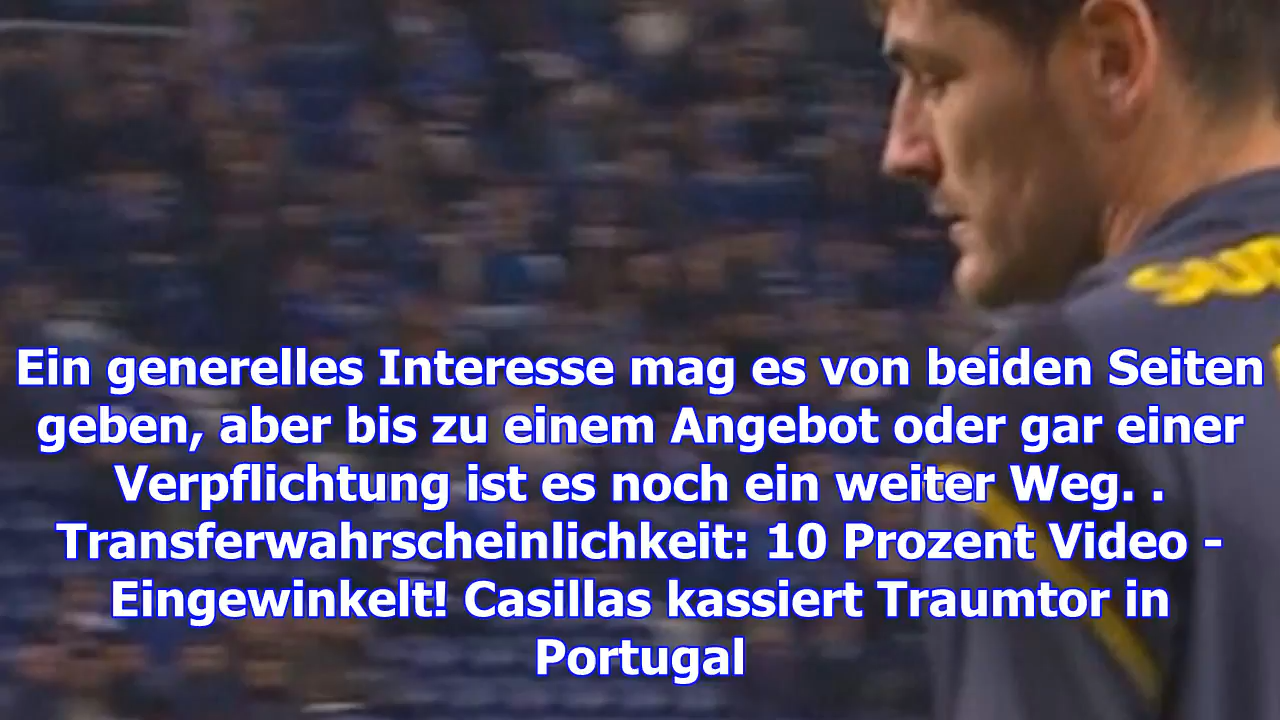 Ein generelles Interesse mag es von beiden Seiten
geben, aber bis zu einem Angebot oder gar einer
Verpflichtung ist es noch ein weiter Weg. .
Transferwahrscheinlichkeit: 10 Prozent Video -
Eingewinkelt! Casillas kassiert Traumtor in
Portugal